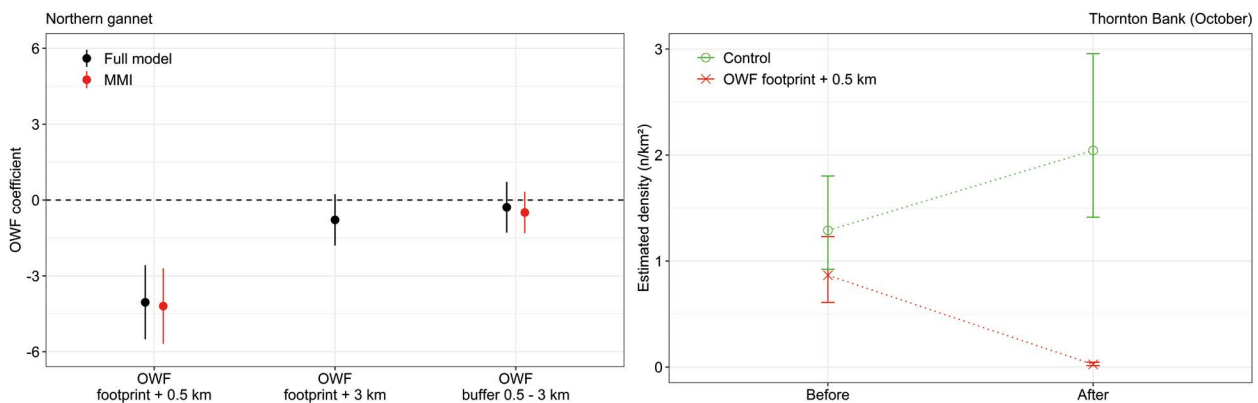 Northern gannet
Full model
MMI
6
3
0
-3
-6
OWF coefficient
OWF
footprint + 0.5 km
OWF
footprint + 3 km
OWF
buffer 0.5 - 3 km
Thornton Bank (October)
Control
OWF footprint + 0.5 km
3
2
1
0
Estimated density (n/km²)
Before
After